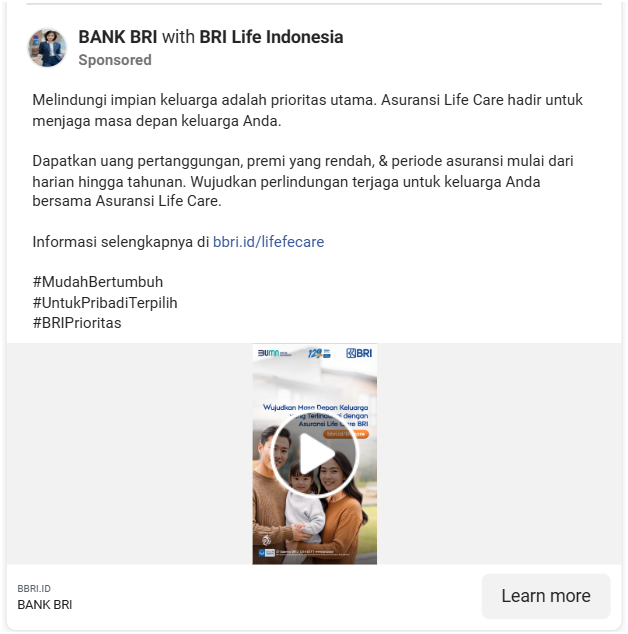 BANK BRI with BRI Life Indonesia
Sponsored
Melindungi impian keluarga adalah prioritas utama. Asuransi Life Care hadir untuk
menjaga masa depan keluarga Anda.
Dapatkan uang pertanggungan, premi yang rendah, & periode asuransi mulai dari
harian hingga tahunan. Wujudkan perlindungan terjaga untuk keluarga Anda
bersama Asuransi Life Care.
Informasi selengkapnya di bbri.id/lifefecare
#MudahBertumbuh
#UntukPribadiTerpilih
#BRIPrioritas
BUMN
129
BRI
Wujudkan Masa Depan Keluarga
yang dengan
Asuransi Life Care BRI
BBRI.ID
BANK BRI
Learn more